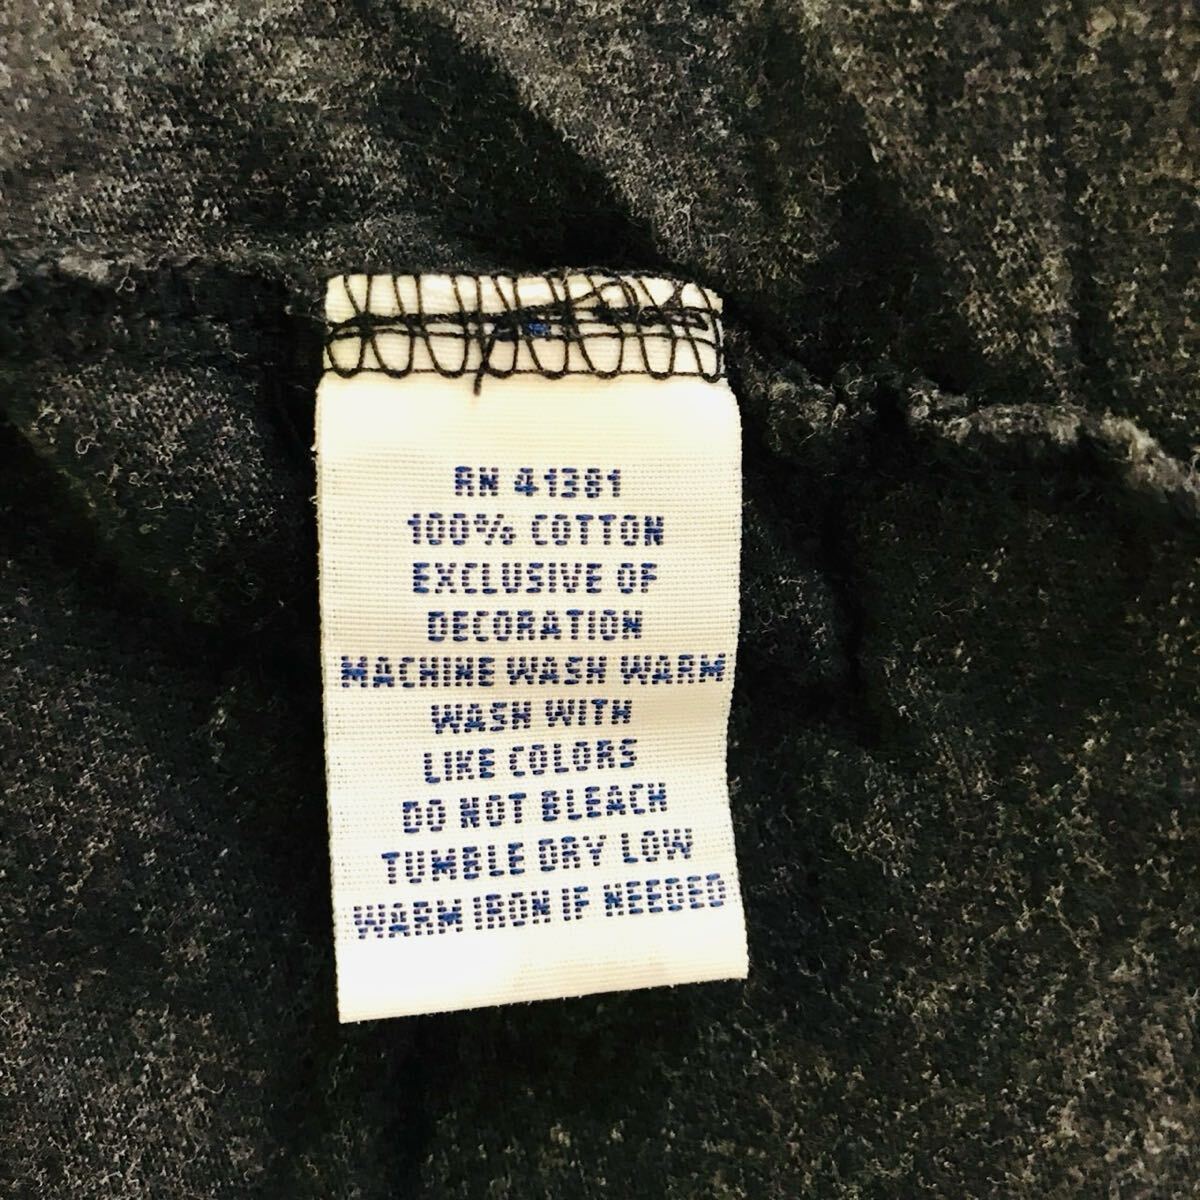 RN 41381
100% COTTON
EXCLUSIVE OF
DECORATION
MACHINE WASH WARM
WASH WITH
LIKE COLORS
DO NOT BLEACH
TUMBLE DRY LOW
WARM IRON IF NEEDED